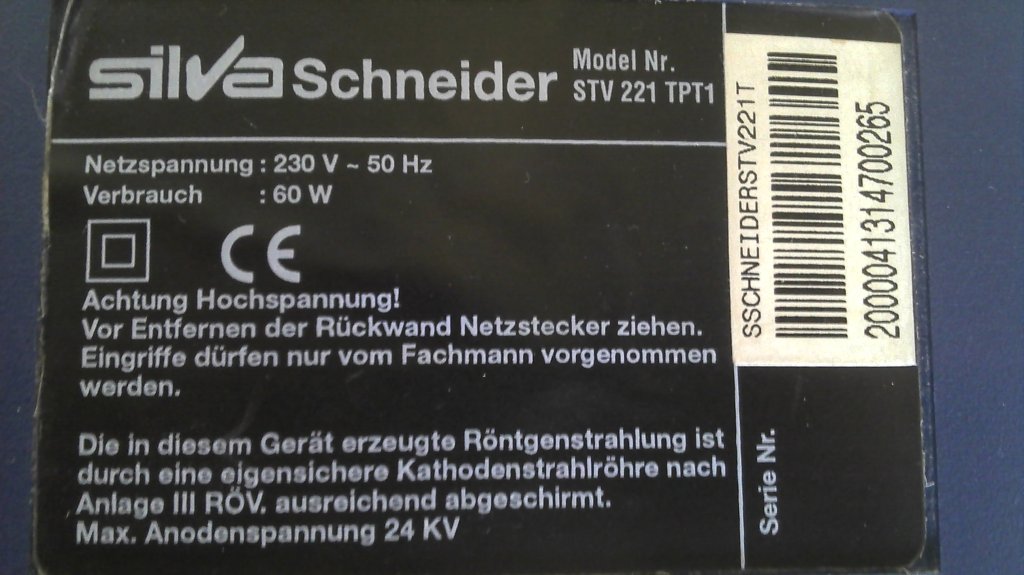 silva Schneider
Model Nr.
STV 221 TPT1
Netzspannung : 230 V ~ 50 Hz
Verbrauch : 60 W
CE
Achtung Hochspannung!
Vor Entfernen der Rückwand Netzstecker ziehen.
Eingriffe dürfen nur vom Fachmann vorgenommen
werden.
Die in diesem Gerät erzeugte Röntgenstrahlung ist
durch eine eigensichere Kathodenstrahlröhre nach
Anlage III RÖV. ausreichend abgeschirmt.
Max. Anodenspannung 24 KV
SSCHNEIDERSTV221T
2000041314700265
Serie Nr.